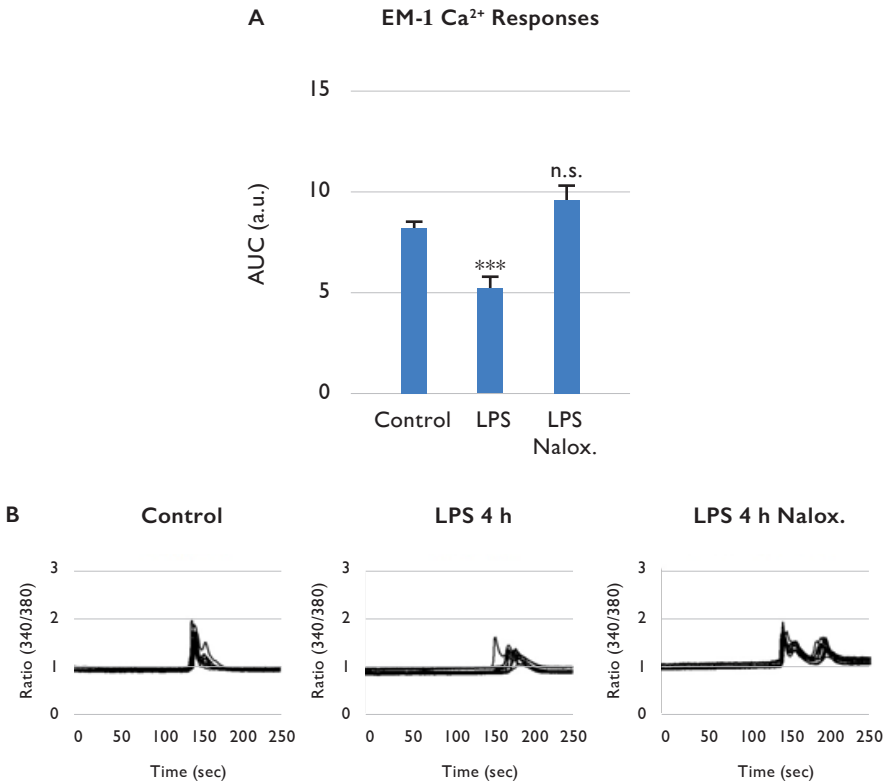 A
EM-1 Ca²⁺ Responses
15
10
5
0
AUC (a.u.)
***
n.s.
Control
LPS
LPS
Nalox.
B
Control
3
2
1
0
Ratio (340/380)
0 50 100 150 200 250
Time (sec)
LPS 4 h
3
2
1
0
Ratio (340/380)
0 50 100 150 200 250
Time (sec)
LPS 4 h Nalox.
3
2
1
0
Ratio (340/380)
0 50 100 150 200 250
Time (sec)